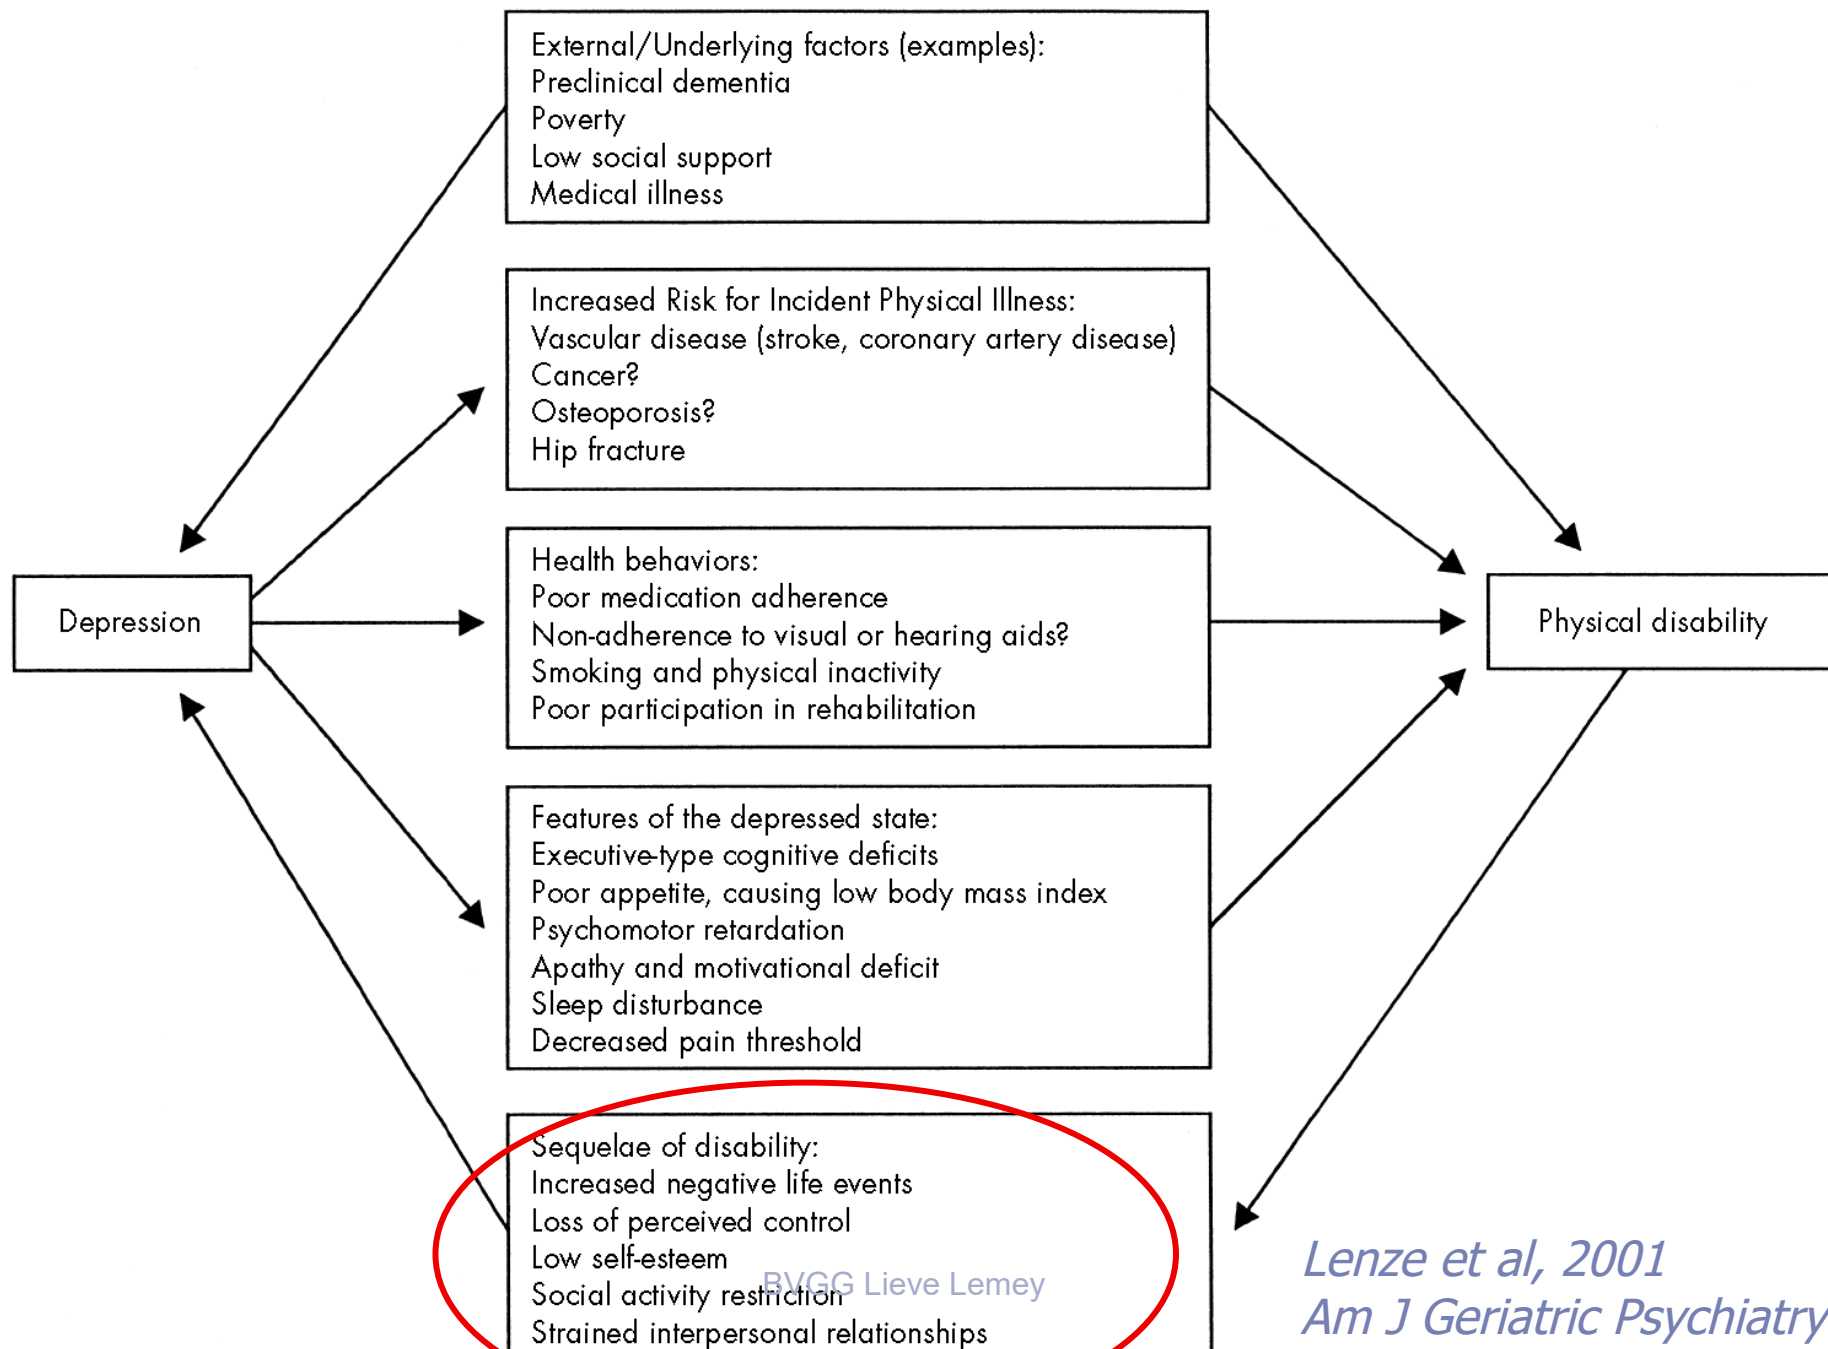 External/Underlying factors (examples):
Preclinical dementia
Poverty
Low social support
Medical illness
Increased Risk for Incident Physical Illness:
Vascular disease (stroke, coronary artery disease)
Cancer?
Osteoporosis?
Hip fracture
Health behaviors:
Poor medication adherence
Non-adherence to visual or hearing aids?
Smoking and physical inactivity
Poor participation in rehabilitation
Depression
Physical disability
Features of the depressed state:
Executive-type cognitive deficits
Poor appetite, causing low body mass index
Psychomotor retardation
Apathy and motivational deficit
Sleep disturbance
Decreased pain threshold
Sequelae of disability:
Increased negative life events
Loss of perceived control
Low self-esteem
Social activity restriction
Strained interpersonal relationships
BVGG Lieve Lemey
Lenze et al, 2001
Am J Geriatric Psychiatry